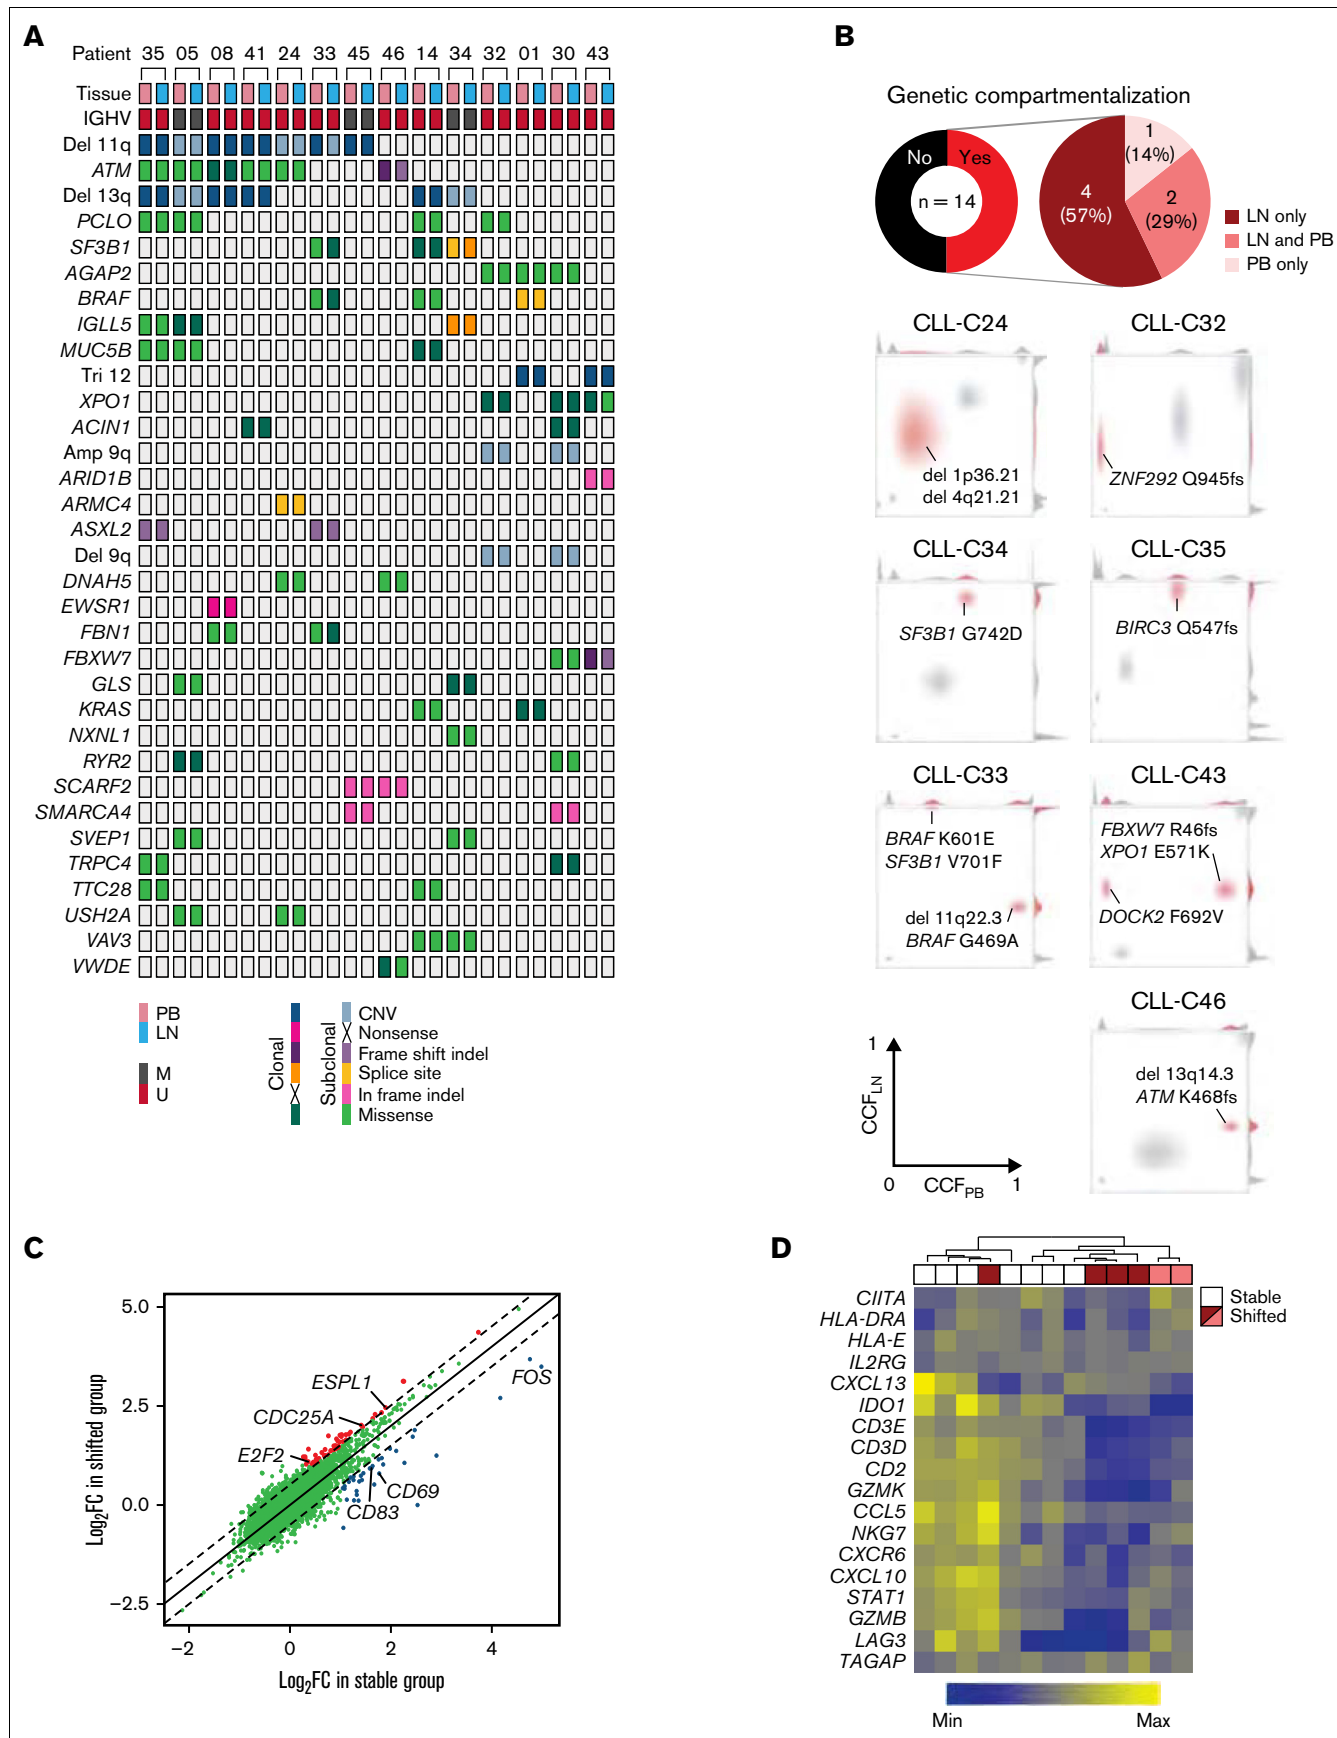 A
Patient 35 05 08 41 24 33 45 46 14 34 32 01 30 43
Tissue
IGHV
Del 11q
ATM
Del 13q
PCLO
SF3B1
AGAP2
BRAF
IGLL5
MUC5B
Tri 12
XPO1
ACIN1
Amp 9q
ARID1B
ARMC4
ASXL2
Del 9q
DNAH5
EWSR1
FBN1
FBXW7
GLS
KRAS
NXNL1
RYR2
SCARF2
SMARCA4
SVEP1
TRPC4
TTC28
USH2A
VAV3
VWDE
PB
LN
M
U
Clonal
Subclonal
CNV
Nonsense
Frame shift indel
Splice site
In frame indel
Missense
B
Genetic compartmentalization
No
Yes
n = 14
1
(14%)
4
(57%)
2
(29%)
LN only
LN and PB
PB only
CLL-C24
del 1p36.21
del 4q21.21
CLL-C32
ZNF292 Q945fs
CLL-C34
SF3B1 G742D
CLL-C35
BIRC3 Q547fs
CLL-C33
BRAF K601E
SF3B1 V701F
del 11q22.3
BRAF G469A
CLL-C43
FBXW7 R46fs
XPO1 E571K
DOCK2 F692V
CLL-C46
del 13q14.3
ATM K468fs
1
CCF_LN
0 CCF_PB 1
C
Log2FC in shifted group
5.0
2.5
0.0
−2.5
ESPL1
CDC25A
E2F2
FOS
CD69
CD83
−2 0 2 4
Log2FC in stable group
D
Stable
Shifted
CIITA
HLA-DRA
HLA-E
IL2RG
CXCL13
IDO1
CD3E
CD3D
CD2
GZMK
CCL5
NKG7
CXCR6
CXCL10
STAT1
GZMB
LAG3
TAGAP
Min Max